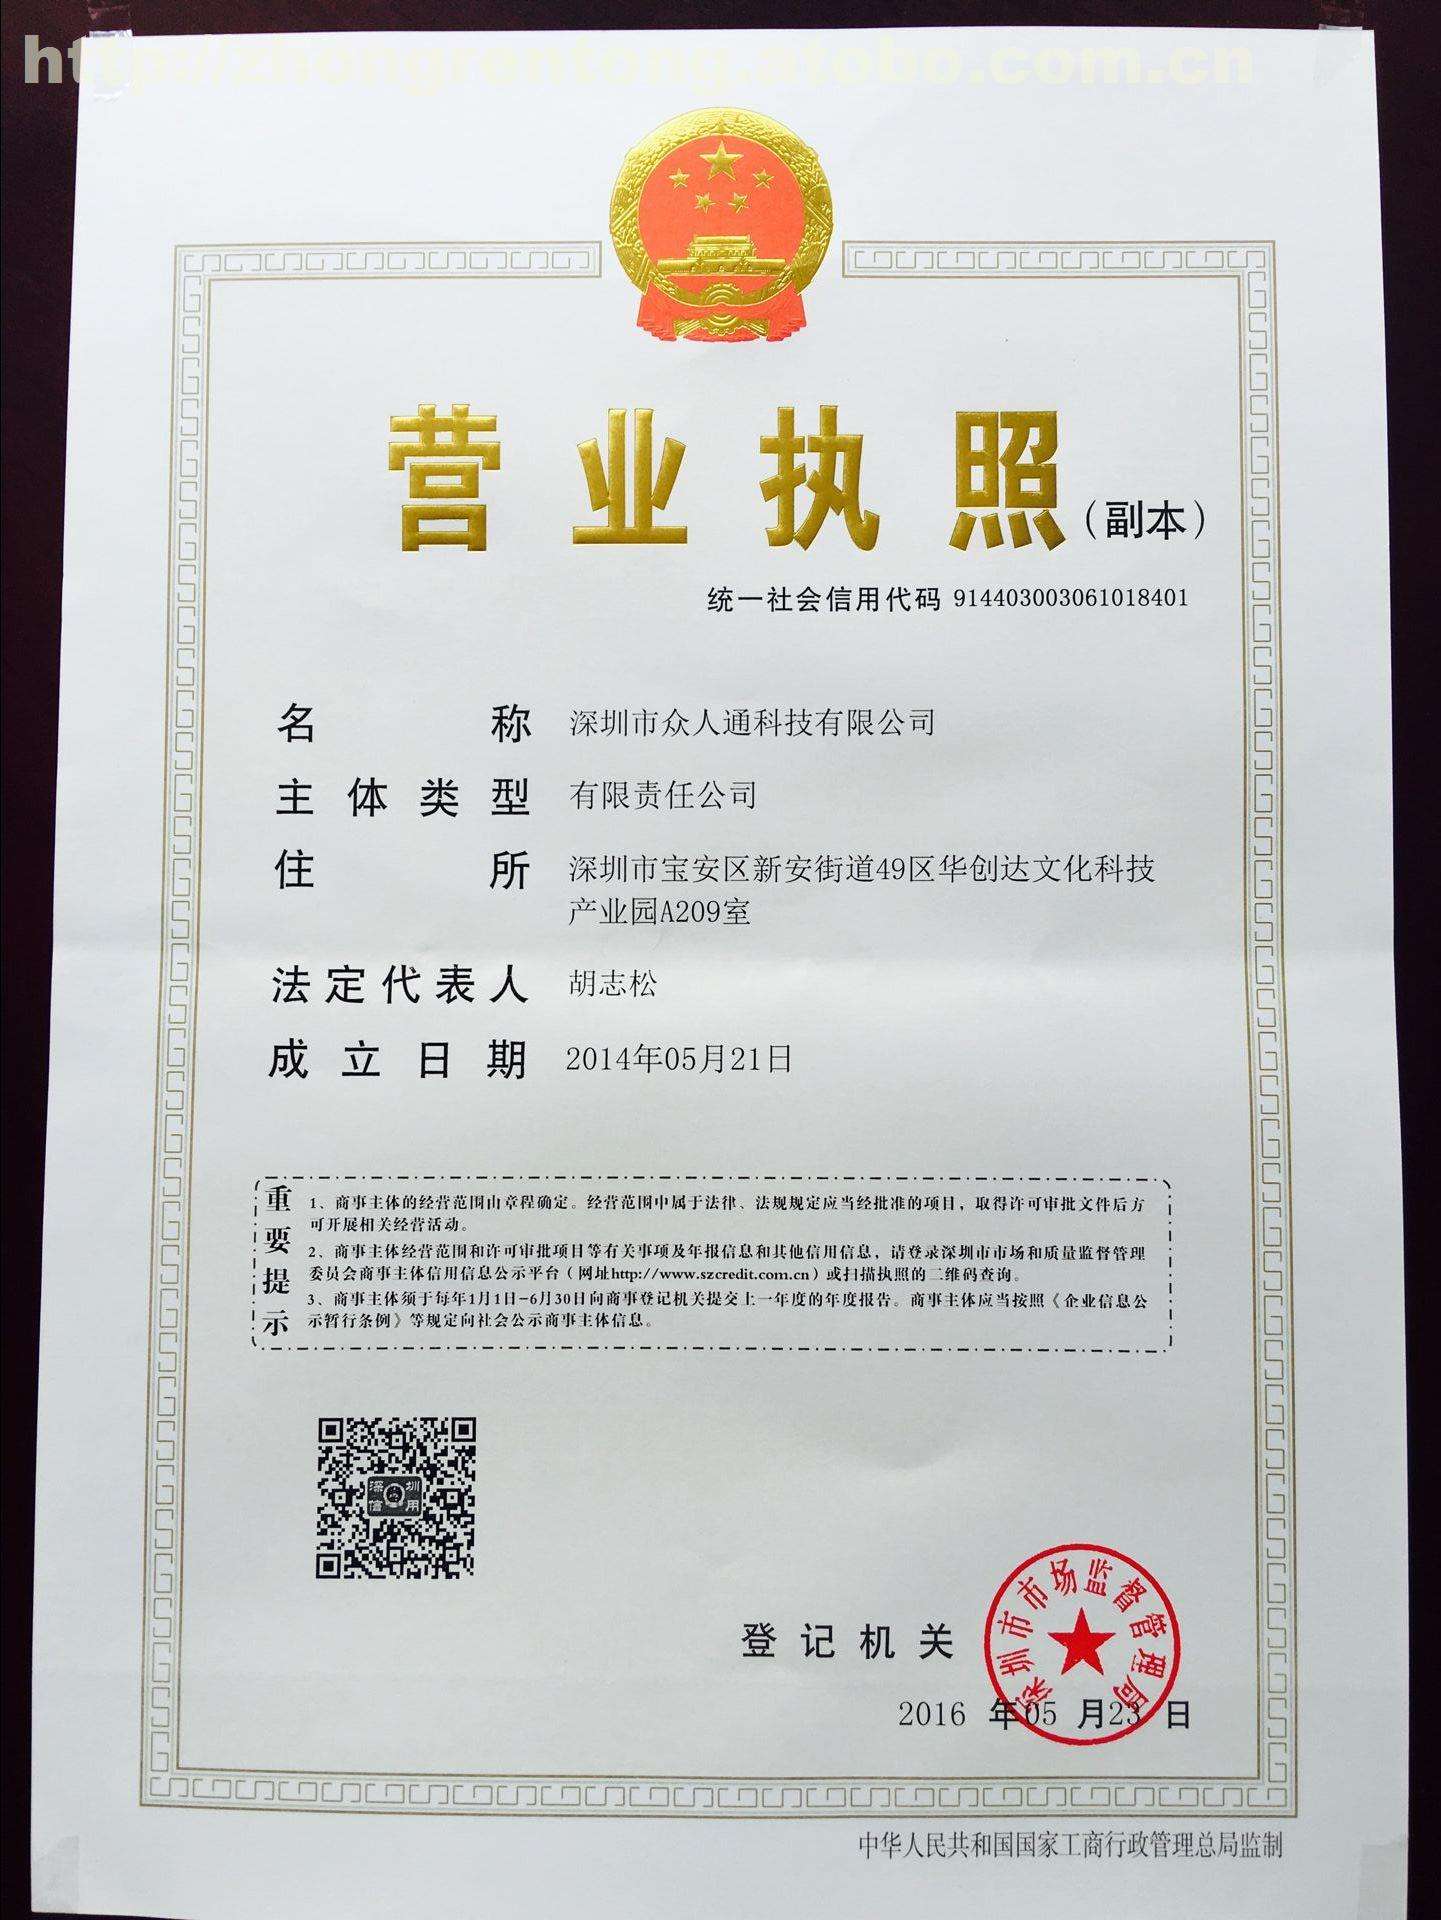 http://zhongrentong.atobo.com.cn
营业执照(副本)
统一社会信用代码 914403003061018401
名称 深圳市众人通科技有限公司
主体类型 有限责任公司
住所 深圳市宝安区新安街道49区华创达文化科技
产业园A209室
法定代表人 胡志松
成立日期 2014年05月21日
重要提示
1、商事主体的经营范围由章程确定。经营范围中属于法律、法规规定应当经批准的项目，取得许可审批文件后方
可开展相关经营活动。
2、商事主体经营范围和许可审批项目等有关事项及年报信息和其他信用信息，请登录深圳市市场和质量监督管理
委员会商事主体信用信息公示平台（网址http://www.szcredit.com.cn）或扫描执照的二维码查询。
3、商事主体须于每年1月1日-6月30日向商事登记机关提交上一年度的年度报告。商事主体应当按照《企业信息公
示暂行条例》等规定向社会公示商事主体信息。
深圳
信用
登记机关
深圳市市场监督管理局
2016 年05 月23 日
中华人民共和国国家工商行政管理总局监制